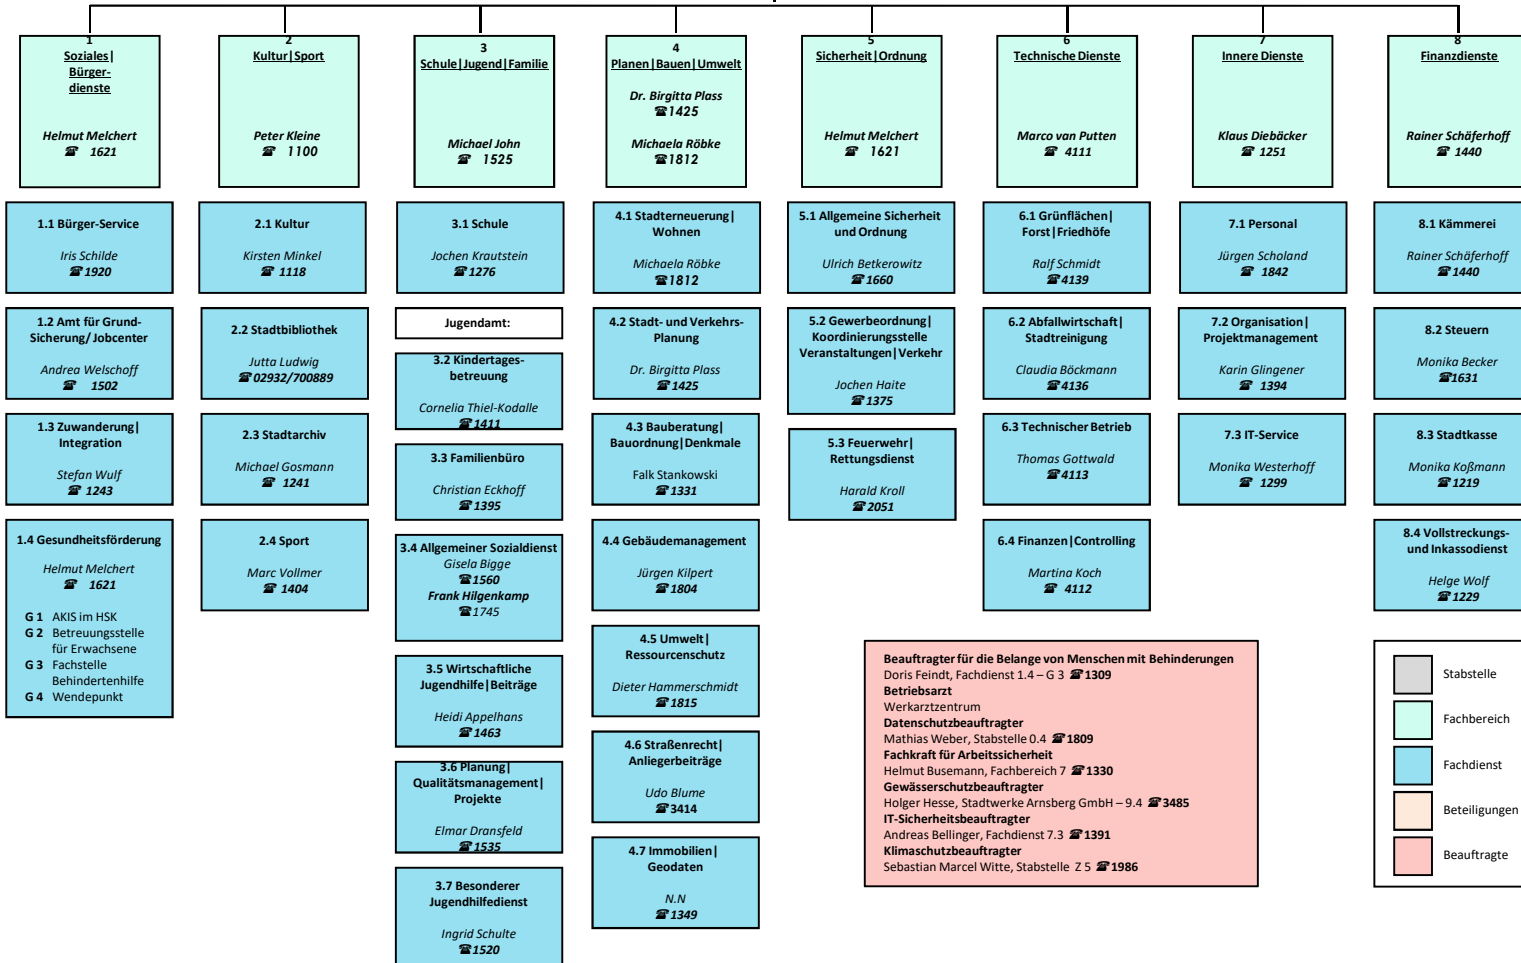 1
Soziales|
Bürger-
dienste
Helmut Melchert
☎ 1621
2
Kultur|Sport
Peter Kleine
☎ 1100
3
Schule|Jugend|Familie
Michael John
☎ 1525
4
Planen|Bauen|Umwelt
Dr. Birgitta Plass
☎1425
Michaela Röbke
☎1812
5
Sicherheit|Ordnung
Helmut Melchert
☎ 1621
6
Technische Dienste
Marco van Putten
☎ 4111
7
Innere Dienste
Klaus Diebäcker
☎ 1251
8
Finanzdienste
Rainer Schäferhoff
☎ 1440
1.1 Bürger-Service
Iris Schilde
☎ 1920
1.2 Amt für Grund-
Sicherung/ Jobcenter
Andrea Welschoff
☎ 1502
1.3 Zuwanderung|
Integration
Stefan Wulf
☎ 1243
1.4 Gesundheitsförderung
Helmut Melchert
☎ 1621
G 1 AKIS im HSK
G 2 Betreuungsstelle
für Erwachsene
G 3 Fachstelle
Behindertenhilfe
G 4 Wendepunkt
2.1 Kultur
Kirsten Minkel
☎ 1118
2.2 Stadtbibliothek
Jutta Ludwig
☎ 02932/700889
2.3 Stadtarchiv
Michael Gosmann
☎ 1241
2.4 Sport
Marc Vollmer
☎ 1404
3.1 Schule
Jochen Krautstein
☎ 1276
Jugendamt:
3.2 Kindertages-
betreuung
Cornelia Thiel-Kodalle
☎ 1411
3.3 Familienbüro
Christian Eckhoff
☎ 1395
3.4 Allgemeiner Sozialdienst
Gisela Bigge
☎1560
Frank Hilgenkamp
☎1745
3.5 Wirtschaftliche
Jugendhilfe|Beiträge
Heidi Appelhans
☎ 1463
3.6 Planung|
Qualitätsmanagement|
Projekte
Elmar Dransfeld
☎ 1535
3.7 Besonderer
Jugendhilfedienst
Ingrid Schulte
☎1520
4.1 Stadterneuerung|
Wohnen
Michaela Röbke
☎1812
4.2 Stadt- und Verkehrs-
Planung
Dr. Birgitta Plass
☎ 1425
4.3 Bauberatung|
Bauordnung|Denkmale
Falk Stankowski
☎ 1331
4.4 Gebäudemanagement
Jürgen Kilpert
☎ 1804
4.5 Umwelt|
Ressourcenschutz
Dieter Hammerschmidt
☎ 1815
4.6 Straßenrecht|
Anliegerbeiträge
Udo Blume
☎ 3414
4.7 Immobilien|
Geodaten
N.N
☎ 1349
5.1 Allgemeine Sicherheit
und Ordnung
Ulrich Betkerowitz
☎ 1660
5.2 Gewerbeordnung|
Koordinierungsstelle
Veranstaltungen|Verkehr
Jochen Haite
☎ 1375
5.3 Feuerwehr|
Rettungsdienst
Harald Kroll
☎ 2051
6.1 Grünflächen|
Forst|Friedhöfe
Ralf Schmidt
☎ 4139
6.2 Abfallwirtschaft|
Stadtreinigung
Claudia Böckmann
☎ 4136
6.3 Technischer Betrieb
Thomas Gottwald
☎ 4113
6.4 Finanzen|Controlling
Martina Koch
☎ 4112
7.1 Personal
Jürgen Scholand
☎ 1842
7.2 Organisation|
Projektmanagement
Karin Glingener
☎ 1394
7.3 IT-Service
Monika Westerhoff
☎ 1299
8.1 Kämmerei
Rainer Schäferhoff
☎ 1440
8.2 Steuern
Monika Becker
☎1631
8.3 Stadtkasse
Monika Koßmann
☎ 1219
8.4 Vollstreckungs-
und Inkassodienst
Helge Wolf
☎ 1229
Beauftragter für die Belange von Menschen mit Behinderungen
Doris Feindt, Fachdienst 1.4 – G 3 ☎ 1309
Betriebsarzt
Werkarztzentrum
Datenschutzbeauftragter
Mathias Weber, Stabstelle 0.4 ☎ 1809
Fachkraft für Arbeitssicherheit
Helmut Busemann, Fachbereich 7 ☎ 1330
Gewässerschutzbeauftragter
Holger Hesse, Stadtwerke Arnsberg GmbH – 9.4 ☎ 3485
IT-Sicherheitsbeauftragter
Andreas Bellinger, Fachdienst 7.3 ☎ 1391
Klimaschutzbeauftragter
Sebastian Marcel Witte, Stabstelle Z 5 ☎ 1986
Stabstelle
Fachbereich
Fachdienst
Beteiligungen
Beauftragte